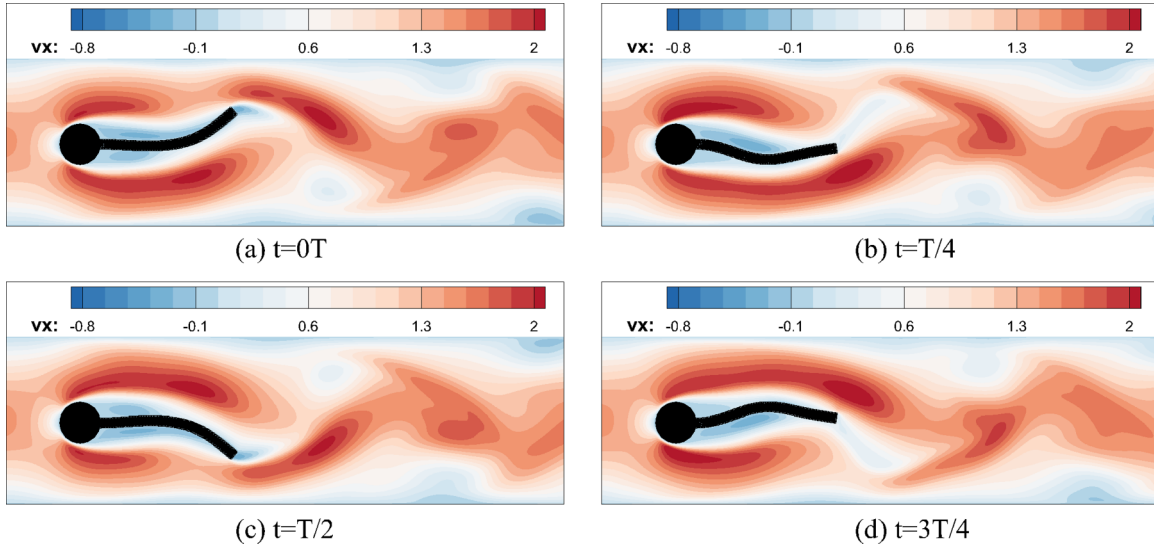 vx: -0.8 -0.1 0.6 1.3 2
(a) t=0T
vx: -0.8 -0.1 0.6 1.3 2
(b) t=T/4
vx: -0.8 -0.1 0.6 1.3 2
(c) t=T/2
vx: -0.8 -0.1 0.6 1.3 2
(d) t=3T/4